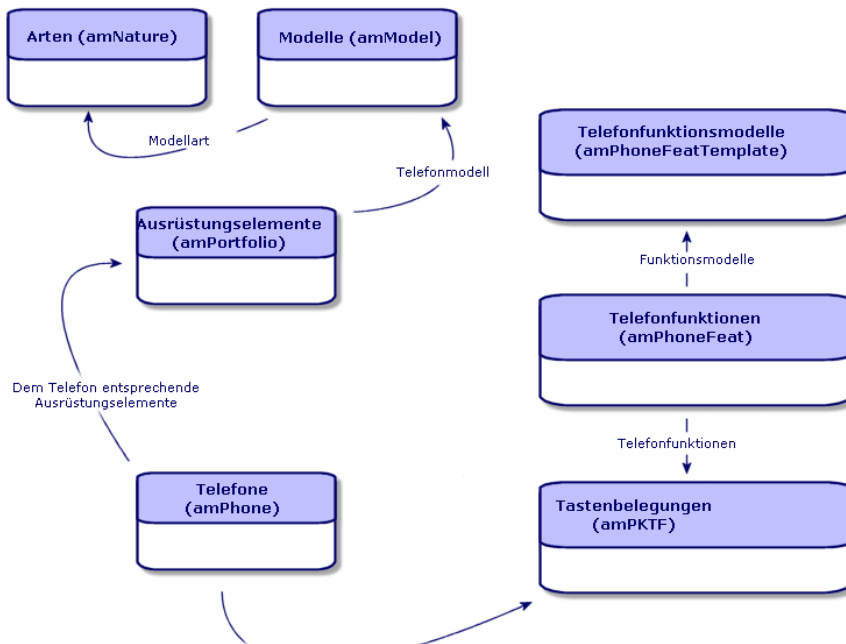 Arten (amNature)
Modelle (amModel)
Modellart
Telefonmodell
Telefonfunktionsmodelle
(amPhoneFeatTemplate)
Ausrüstungselemente
(amPortfolio)
Funktionsmodelle
Telefonfunktionen
(amPhoneFeat)
Dem Telefon entsprechende
Ausrüstungselemente
Telefonfunktionen
Telefone
(amPhone)
Tastenbelegungen
(amPKTF)